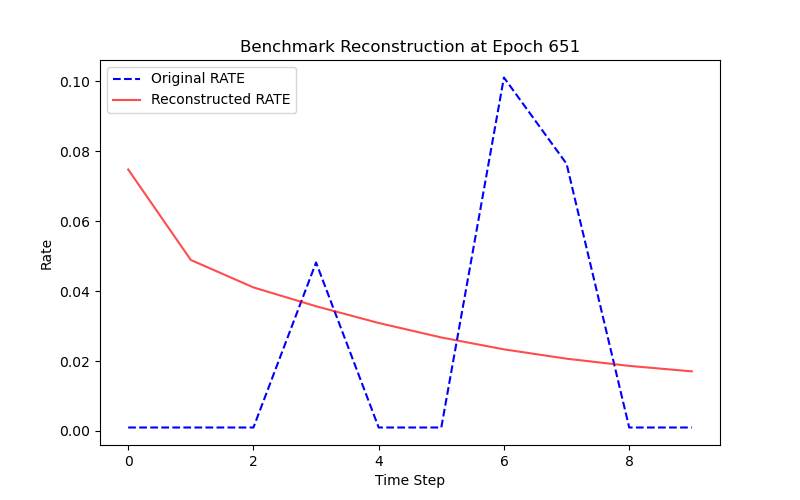 Benchmark Reconstruction at Epoch 651
Original RATE
Reconstructed RATE
0.10
0.08
0.06
0.04
0.02
0.00
Rate
0 2 4 6 8
Time Step